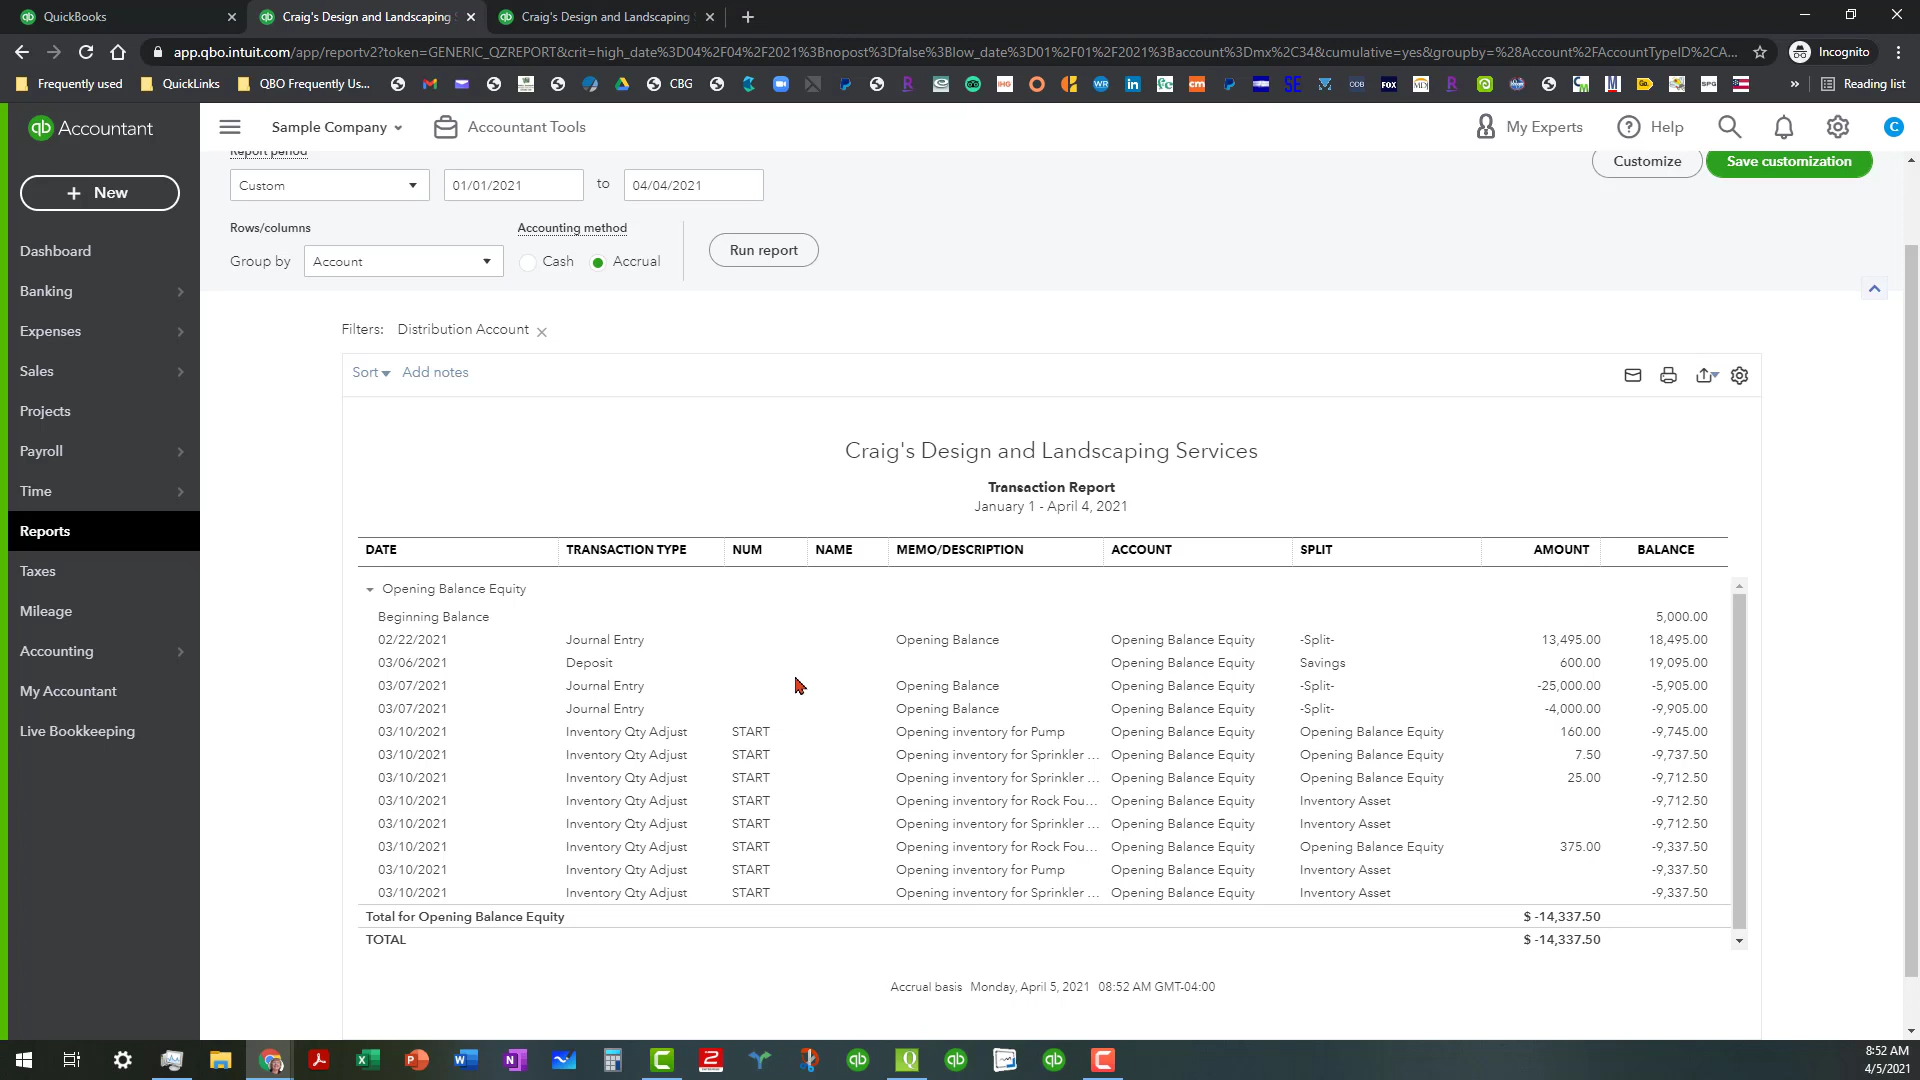 QuickBooks
Craig's Design and Landscaping
Craig's Design and Landscaping
app.qbo.intuit.com/app/reportv2?token=GENERIC_QZREPORT&crit=high_date%3D04%2F04%2F2021%3Bnopost%3Dfalse%3Blow_date%3D01%2F01%2F2021%3Baccount%3Dmx%2C34&cumulative=yes&groupby=%28Account%2FAccountTypeID%2CA...
Incognito
Frequently used
QuickLinks
QBO Frequently Us...
CBG
Reading list
qb Accountant
Sample Company
Accountant Tools
My Experts
Help
C
Report period
Customize
Save customization
Custom
01/01/2021
to
04/04/2021
Rows/columns
Accounting method
Group by
Account
Cash
Accrual
Run report
+ New
Dashboard
Banking
Expenses
Sales
Projects
Payroll
Time
Reports
Taxes
Mileage
Accounting
My Accountant
Live Bookkeeping
Filters: Distribution Account
Sort
Add notes
Craig's Design and Landscaping Services
Transaction Report
January 1 - April 4, 2021
DATE TRANSACTION TYPE NUM NAME MEMO/DESCRIPTION ACCOUNT SPLIT AMOUNT BALANCE
Opening Balance Equity
Beginning Balance 5,000.00
02/22/2021 Journal Entry Opening Balance Opening Balance Equity -Split- 13,495.00 18,495.00
03/06/2021 Deposit Opening Balance Equity Savings 600.00 19,095.00
03/07/2021 Journal Entry Opening Balance Opening Balance Equity -Split- -25,000.00 -5,905.00
03/07/2021 Journal Entry Opening Balance Opening Balance Equity -Split- -4,000.00 -9,905.00
03/10/2021 Inventory Qty Adjust START Opening inventory for Pump Opening Balance Equity Opening Balance Equity 160.00 -9,745.00
03/10/2021 Inventory Qty Adjust START Opening inventory for Sprinkler ... Opening Balance Equity Opening Balance Equity 7.50 -9,737.50
03/10/2021 Inventory Qty Adjust START Opening inventory for Sprinkler ... Opening Balance Equity Opening Balance Equity 25.00 -9,712.50
03/10/2021 Inventory Qty Adjust START Opening inventory for Rock Fou... Opening Balance Equity Inventory Asset -9,712.50
03/10/2021 Inventory Qty Adjust START Opening inventory for Sprinkler ... Opening Balance Equity Inventory Asset -9,712.50
03/10/2021 Inventory Qty Adjust START Opening inventory for Rock Fou... Opening Balance Equity Opening Balance Equity 375.00 -9,337.50
03/10/2021 Inventory Qty Adjust START Opening inventory for Pump Opening Balance Equity Inventory Asset -9,337.50
03/10/2021 Inventory Qty Adjust START Opening inventory for Sprinkler ... Opening Balance Equity Inventory Asset -9,337.50
Total for Opening Balance Equity $ -14,337.50
TOTAL $ -14,337.50
Accrual basis Monday, April 5, 2021 08:52 AM GMT-04:00
8:52 AM
4/5/2021